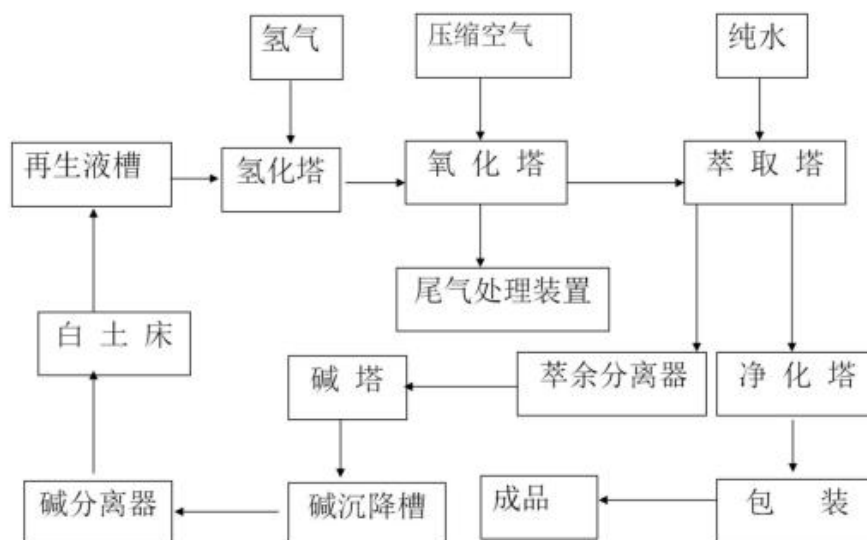 氢气
压缩空气
纯水
再生液槽
氢化塔
氧化塔
萃取塔
尾气处理装置
白土床
碱塔
萃余分离器
净化塔
碱分离器
碱沉降槽
成品
包装